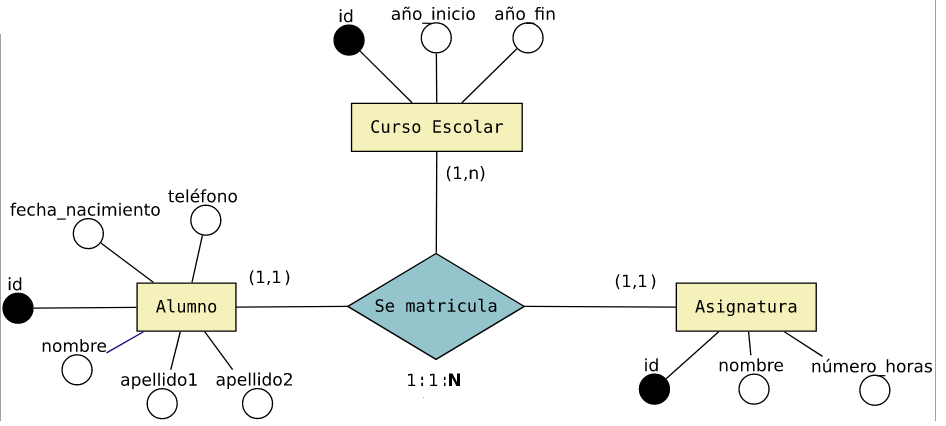 id
año_inicio
año_fin
Curso Escolar
(1,n)
teléfono
fecha_nacimiento
id
Alumno
(1,1)
Se matricula
(1,1)
Asignatura
nombre
apellido1
apellido2
1:1:N
id
nombre
número_horas